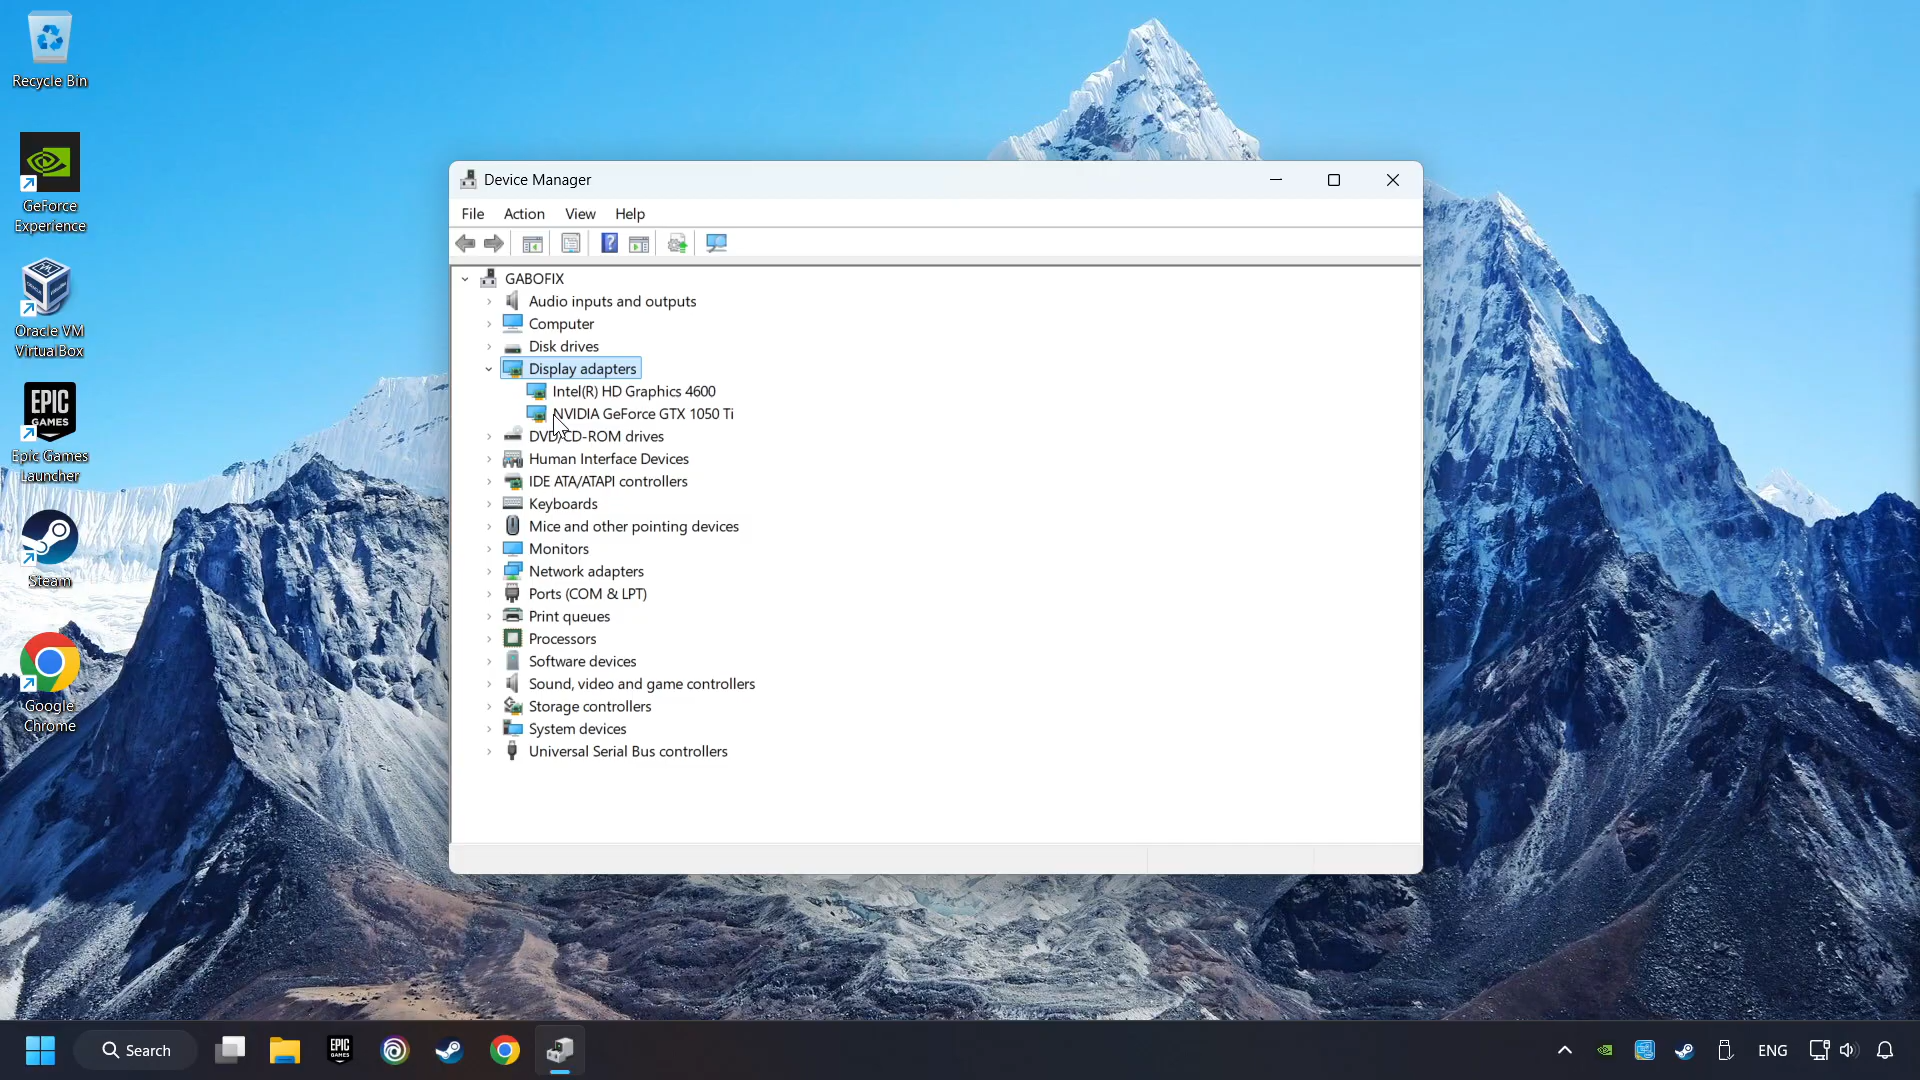 Recycle Bin
GeForce
Experience
Oracle VM
VirtualBox
EPIC
GAMES
Epic Games
Launcher
Steam
Google
Chrome
Device Manager
File Action View Help
GABOFIX
Audio inputs and outputs
Computer
Disk drives
Display adapters
Intel(R) HD Graphics 4600
NVIDIA GeForce GTX 1050 Ti
DVD/CD-ROM drives
Human Interface Devices
IDE ATA/ATAPI controllers
Keyboards
Mice and other pointing devices
Monitors
Network adapters
Ports (COM & LPT)
Print queues
Processors
Software devices
Sound, video and game controllers
Storage controllers
System devices
Universal Serial Bus controllers
Search
EPIC
GAMES
ENG